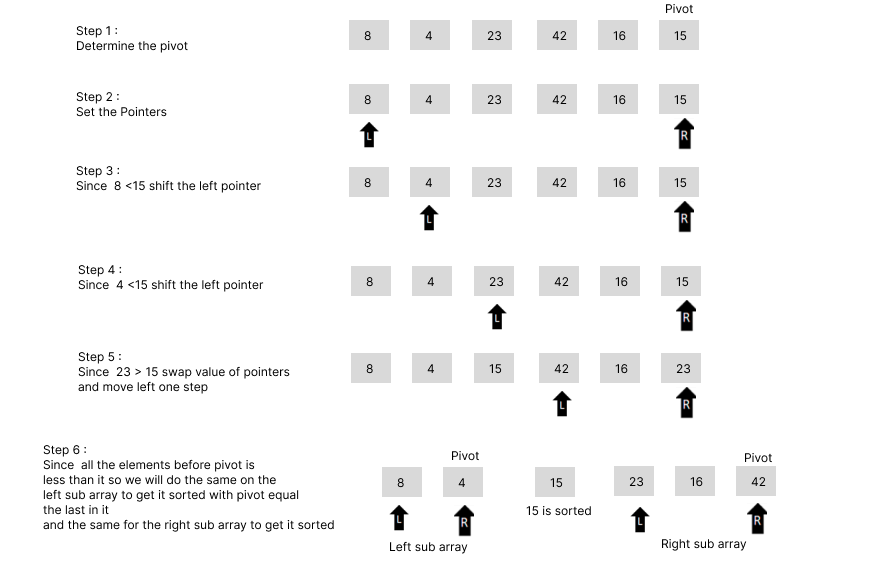 Pivot
Step 1 :
Determine the pivot
8 4 23 42 16 15
Step 2 :
Set the Pointers
8 4 23 42 16 15
L R
Step 3 :
Since 8 <15 shift the left pointer
8 4 23 42 16 15
L R
Step 4 :
Since 4 <15 shift the left pointer
8 4 23 42 16 15
L R
Step 5 :
Since 23 > 15 swap value of pointers
and move left one step
8 4 15 42 16 23
L R
Step 6 :
Since all the elements before pivot is
less than it so we will do the same on the
left sub array to get it sorted with pivot equal
the last in it
and the same for the right sub array to get it sorted
Pivot Pivot
8 4 15 23 16 42
15 is sorted
L R L R
Left sub array Right sub array